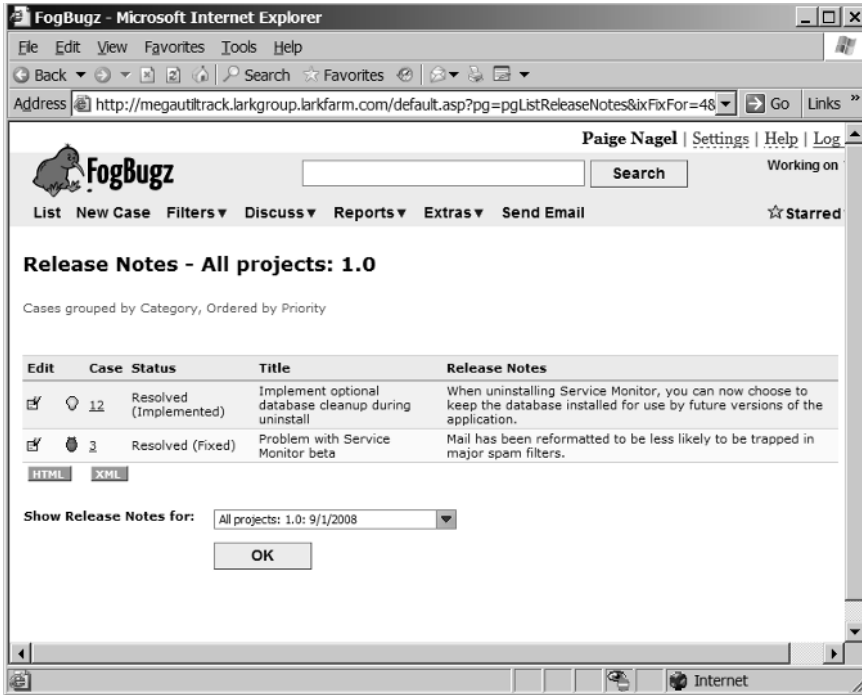 FogBugz - Microsoft Internet Explorer
File Edit View Favorites Tools Help
Back Search Favorites
Address http://megautiltrack.larkgroup.larkfarm.com/default.asp?pg=pgListReleaseNotes&ixFixFor=48 Go Links »
Paige Nagel | Settings | Help | Log
FogBugz Search Working on
List New Case Filters Discuss Reports Extras Send Email Starred
Release Notes - All projects: 1.0
Cases grouped by Category, Ordered by Priority
Edit Case Status Title Release Notes
12 Resolved (Implemented) Implement optional database cleanup during uninstall When uninstalling Service Monitor, you can now choose to keep the database installed for use by future versions of the application.
3 Resolved (Fixed) Problem with Service Monitor beta Mail has been reformatted to be less likely to be trapped in major spam filters.
HTML XML
Show Release Notes for: All projects: 1.0: 9/1/2008
OK
Internet